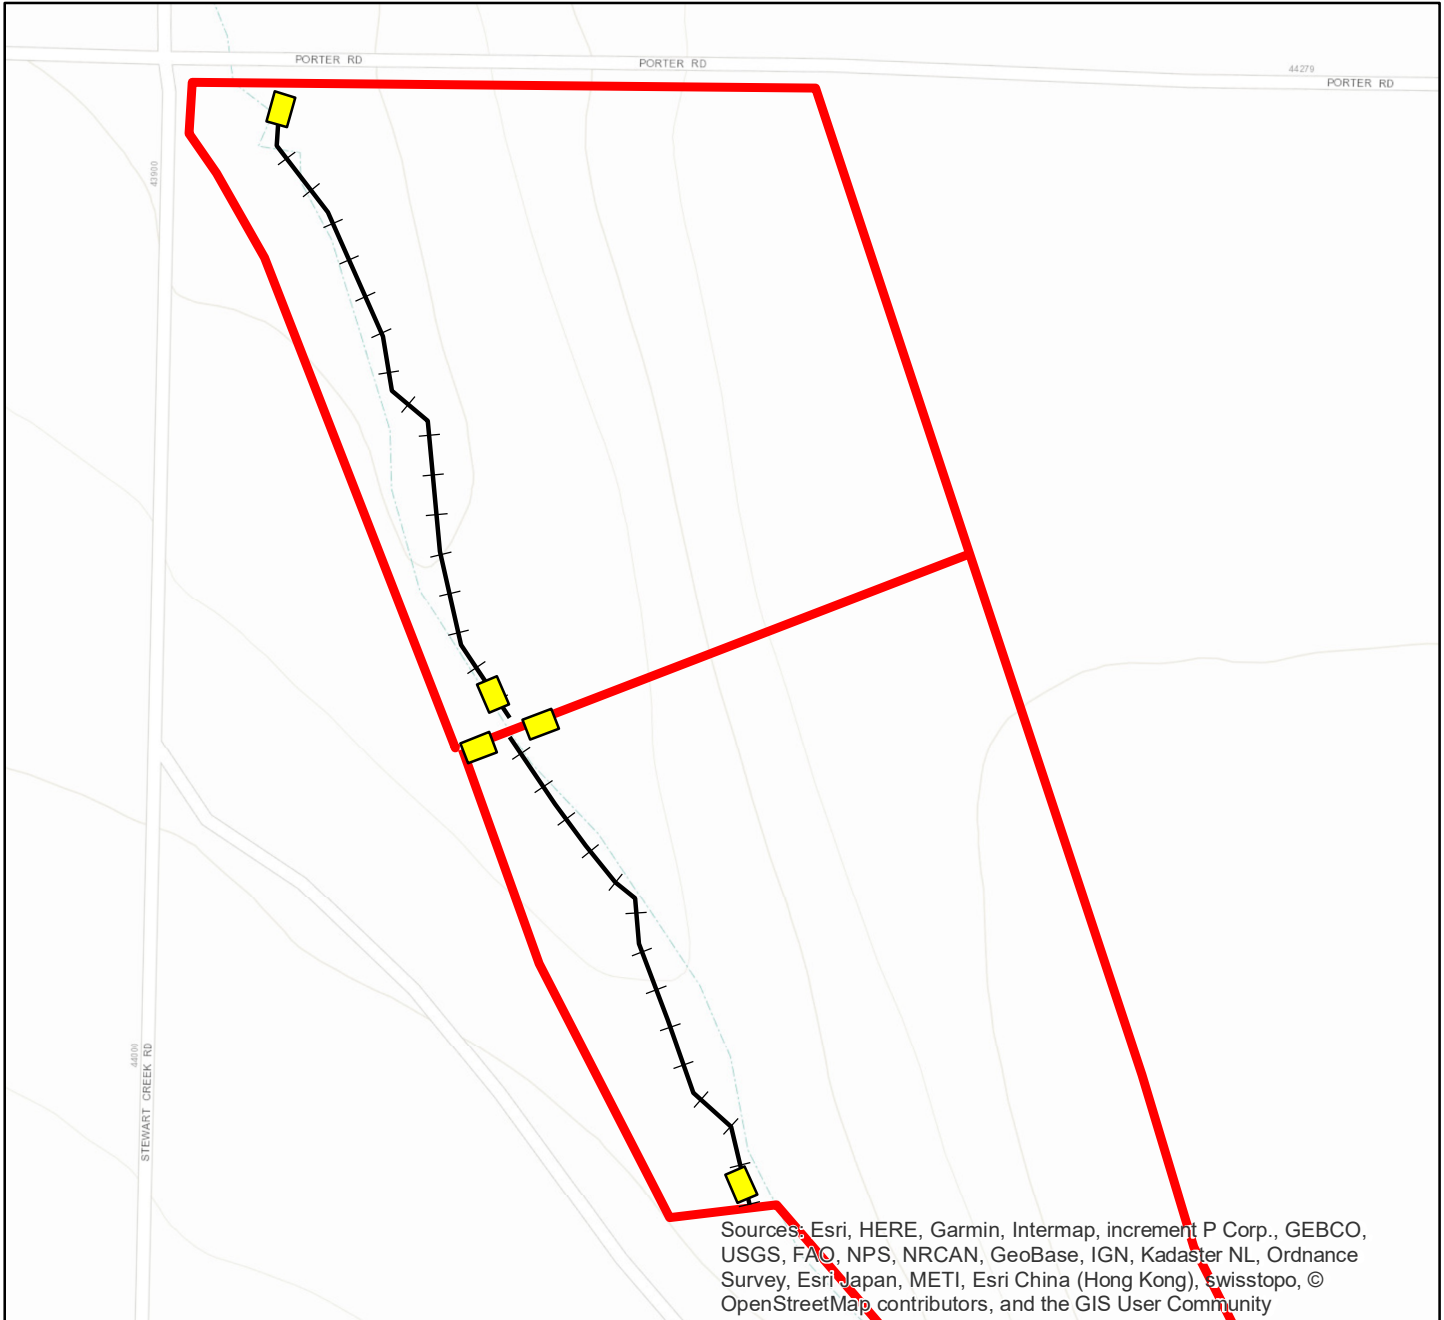 PORTER RD
PORTER RD
44279
PORTER RD
43900
44000
STEWART CREEK RD
Sources: Esri, HERE, Garmin, Intermap, increment P Corp., GEBCO,
USGS, FAO, NPS, NRCAN, GeoBase, IGN, Kadaster NL, Ordnance
Survey, Esri Japan, METI, Esri China (Hong Kong), swisstopo, ©
OpenStreetMap contributors, and the GIS User Community